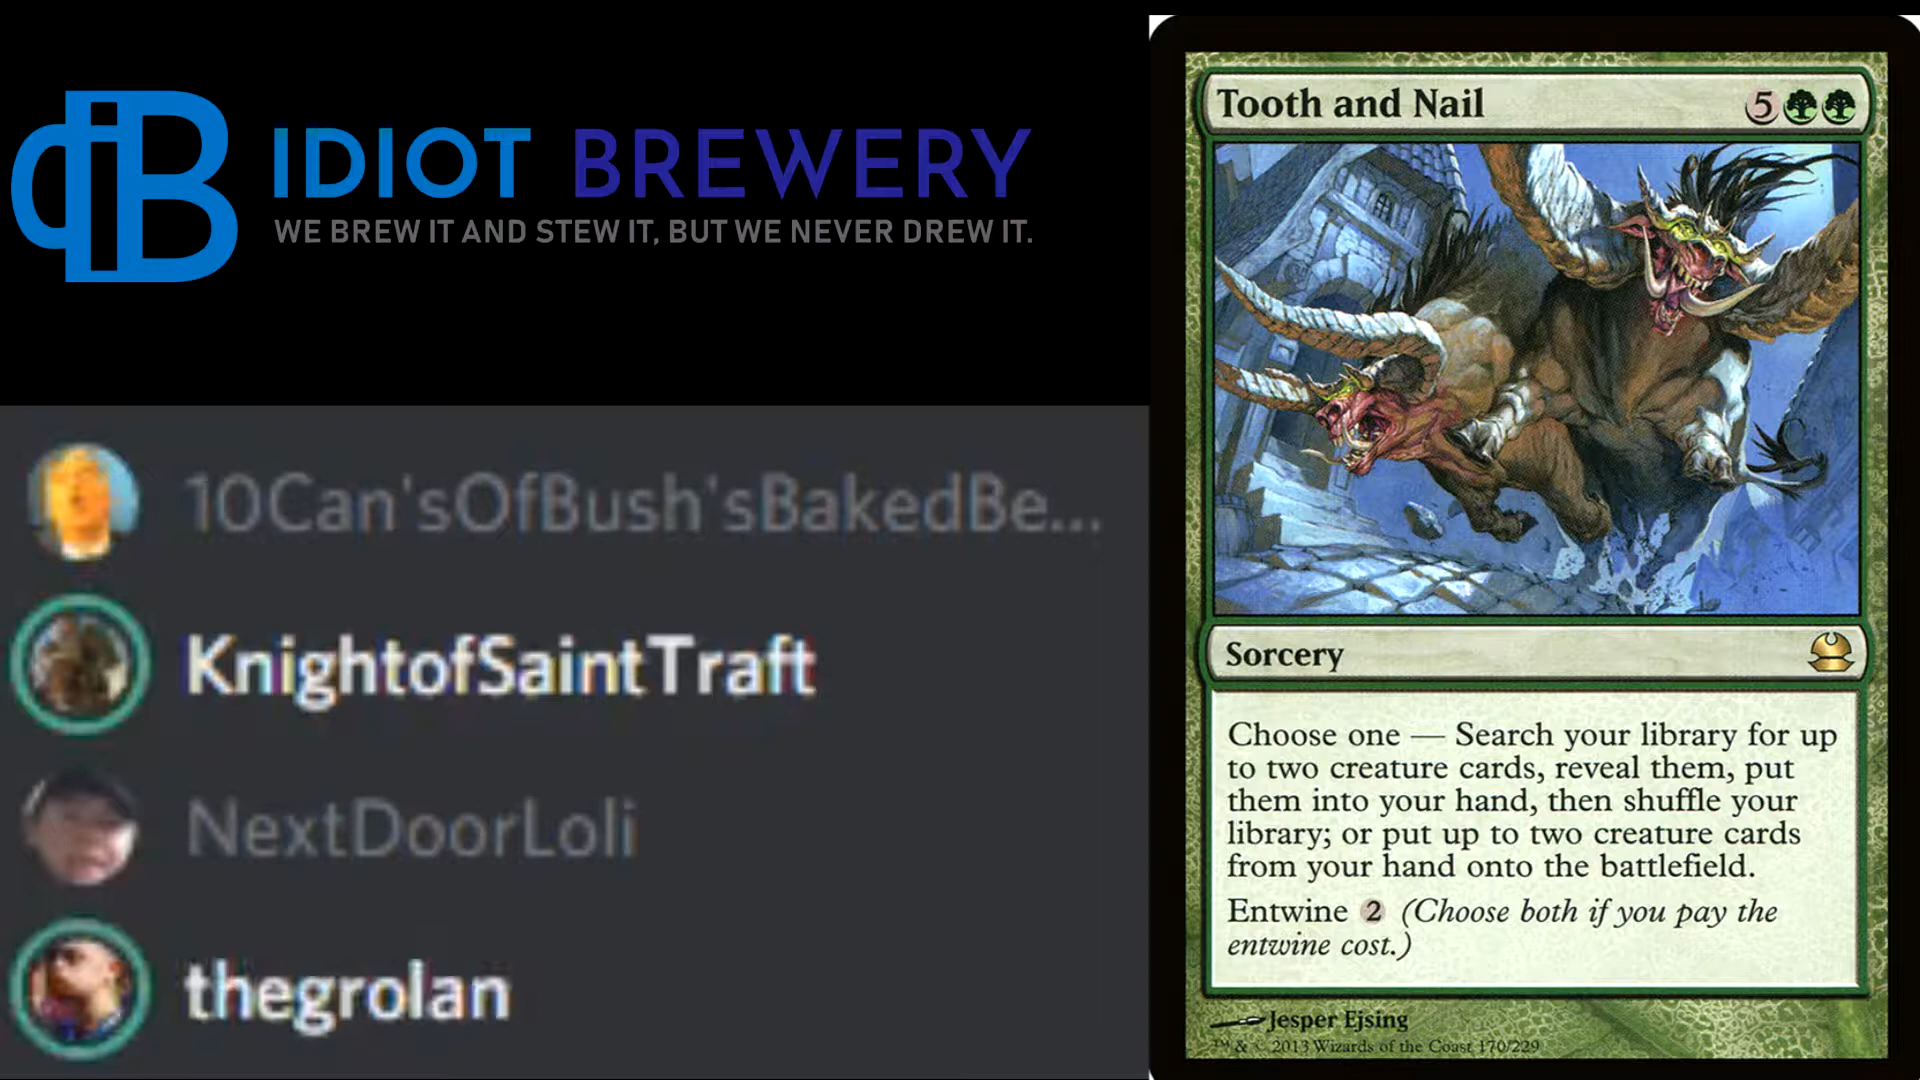 iB IDIOT BREWERY
WE BREW IT AND STEW IT, BUT WE NEVER DREW IT.
10Can'sOfBush'sBakedBe...
KnightofSaintTraft
NextDoorLoli
thegrolan
Tooth and Nail 5
Sorcery
Choose one — Search your library for up
to two creature cards, reveal them, put
them into your hand, then shuffle your
library; or put up to two creature cards
from your hand onto the battlefield.
Entwine 2 (Choose both if you pay the
entwine cost.)
Jesper Ejsing
™ & © 2013 Wizards of the Coast 170/229